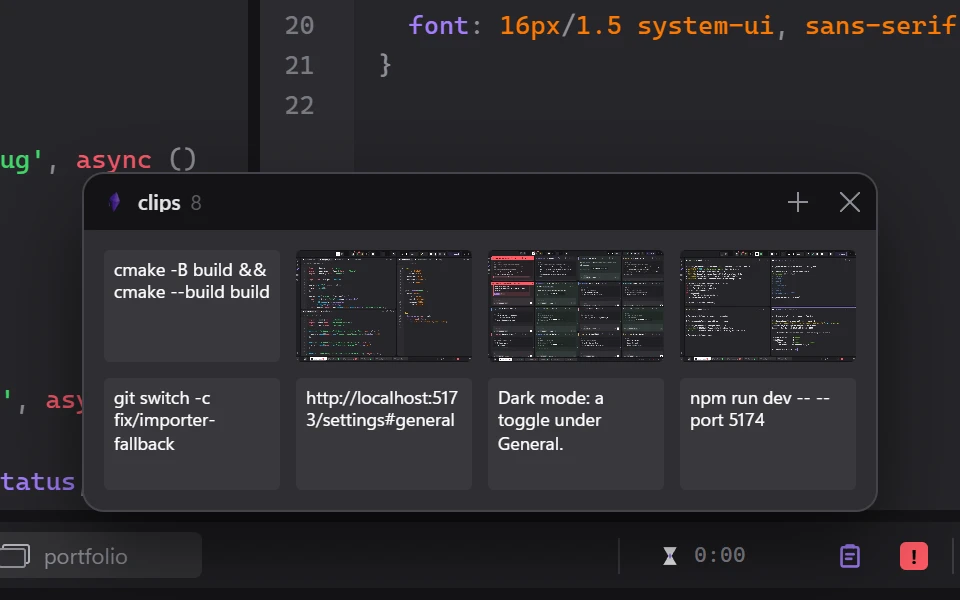 20 font: 16px/1.5 system-ui, sans-serif
21 }
22
ug', async ()
clips 8
cmake -B build &&
cmake --build build
git switch -c
fix/importer-
fallback
http://localhost:517
3/settings#general
Dark mode: a
toggle under
General.
npm run dev -- --
port 5174
', asy
tatus
portfolio
0:00
!